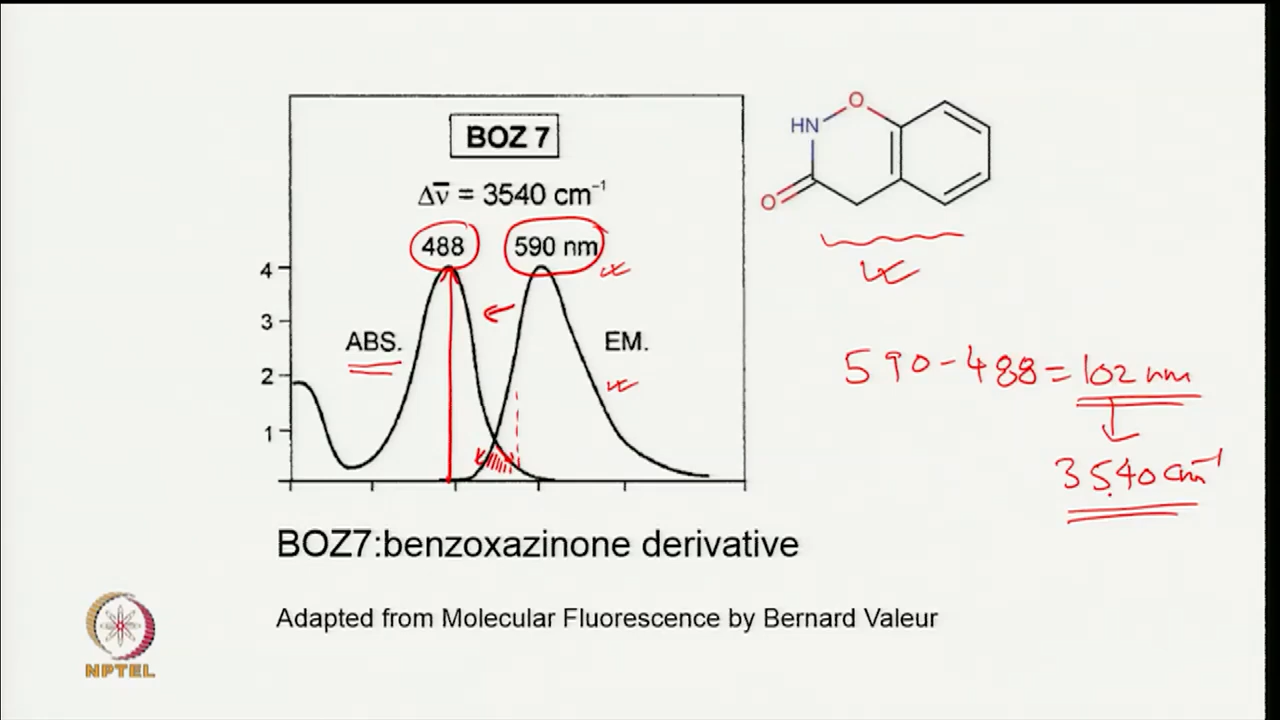 BOZ 7
Δν̅ = 3540 cm⁻¹
488 590 nm
4
3
2
1
ABS.
EM.
O
HN
O
590-488=102 nm
3540 cm⁻¹
BOZ7:benzoxazinone derivative
Adapted from Molecular Fluorescence by Bernard Valeur
NPTEL